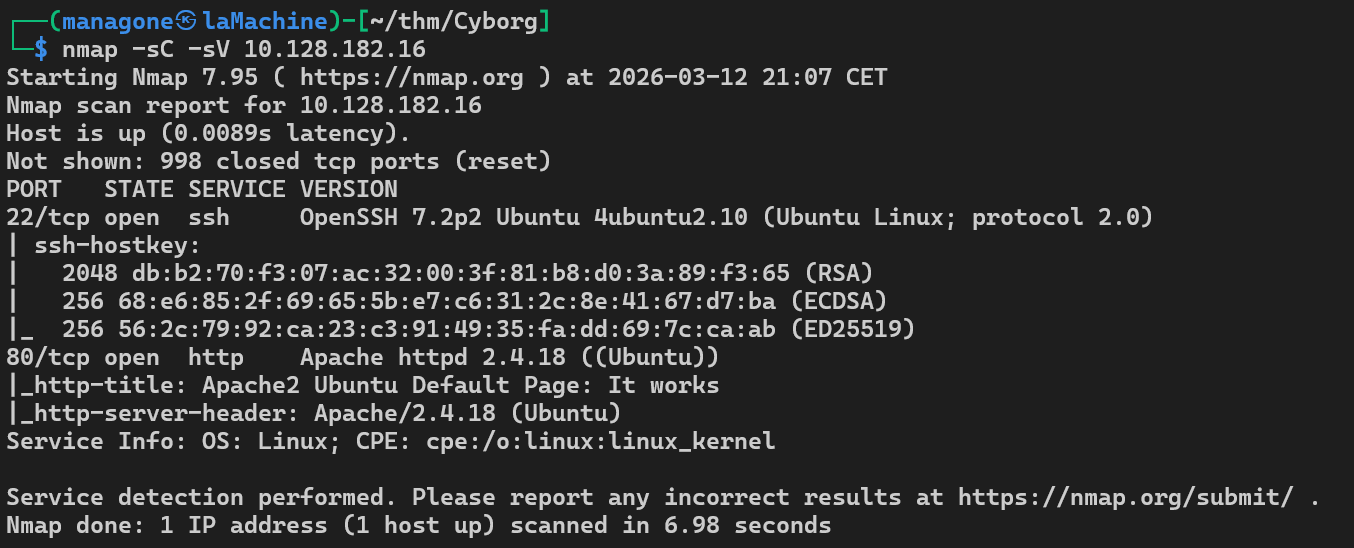 ┌──(managone㉿laMachine)-[~/thm/Cyborg]
└─$ nmap -sC -sV 10.128.182.16
Starting Nmap 7.95 ( https://nmap.org ) at 2026-03-12 21:07 CET
Nmap scan report for 10.128.182.16
Host is up (0.0089s latency).
Not shown: 998 closed tcp ports (reset)
PORT   STATE SERVICE VERSION
22/tcp open  ssh     OpenSSH 7.2p2 Ubuntu 4ubuntu2.10 (Ubuntu Linux; protocol 2.0)
| ssh-hostkey:
|   2048 db:b2:70:f3:07:ac:32:00:3f:81:b8:d0:3a:89:f3:65 (RSA)
|   256 68:e6:85:2f:69:65:5b:e7:c6:31:2c:8e:41:67:d7:ba (ECDSA)
|_  256 56:2c:79:92:ca:23:c3:91:49:35:fa:dd:69:7c:ca:ab (ED25519)
80/tcp open  http    Apache httpd 2.4.18 ((Ubuntu))
|_http-title: Apache2 Ubuntu Default Page: It works
|_http-server-header: Apache/2.4.18 (Ubuntu)
Service Info: OS: Linux; CPE: cpe:/o:linux:linux_kernel

Service detection performed. Please report any incorrect results at https://nmap.org/submit/ .
Nmap done: 1 IP address (1 host up) scanned in 6.98 seconds